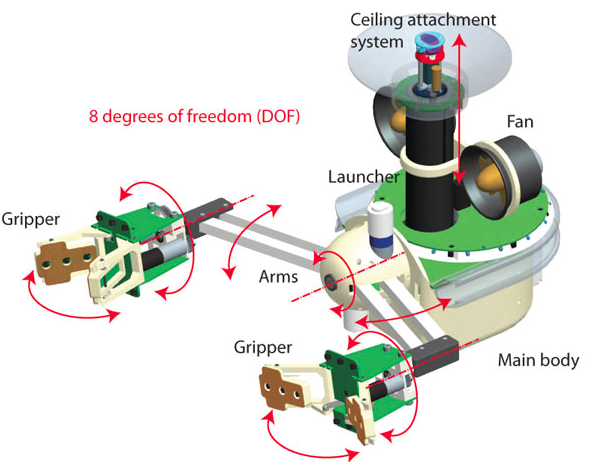 Ceiling attachment
system
8 degrees of freedom (DOF)
Fan
Launcher
Gripper
Arms
Gripper
Main body